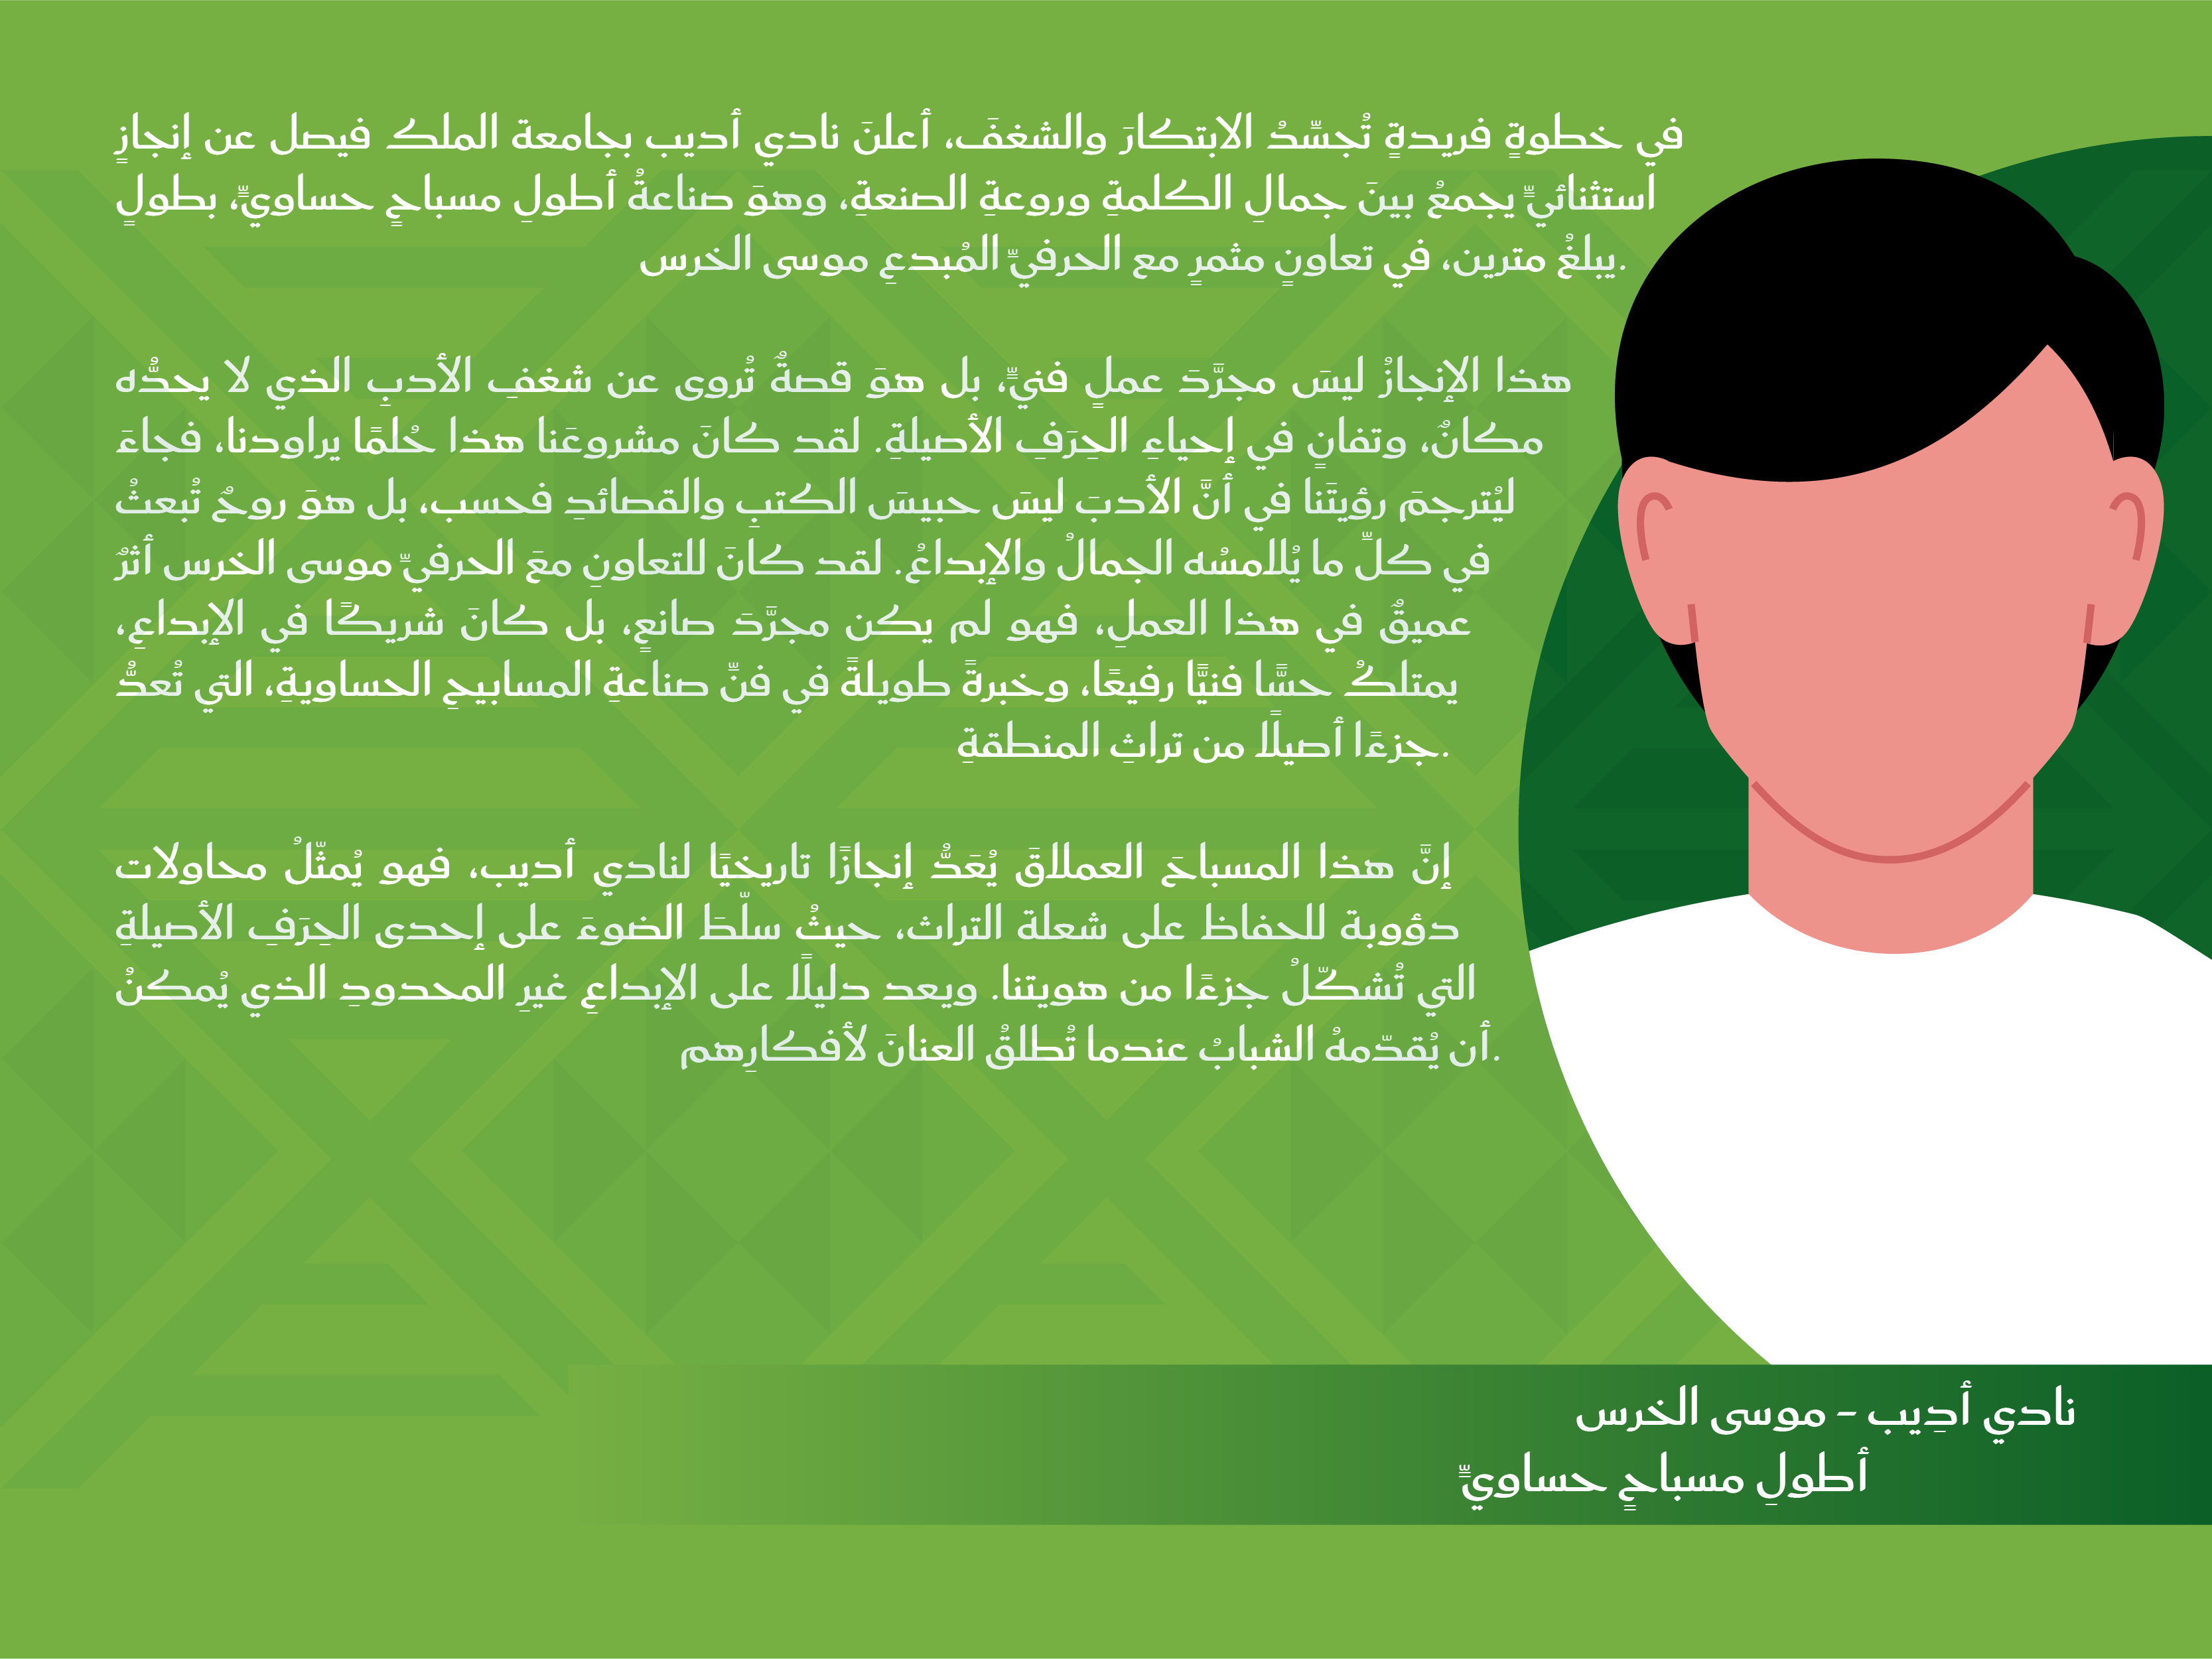 في خطوةٍ فريدةٍ تُجسِّدُ الابتكارَ والشغفَ، أعلنَ نادي أديب بجامعة الملك فيصل عن إنجازٍ
استثنائيٍّ يجمعُ بينَ جمالِ الكلمةِ وروعةِ الصنعةِ، وهوَ صناعةُ أطولِ مسباحٍ حساويٍّ، بطولٍ
.يبلغُ مترين، في تعاونٍ مثمرٍ مع الحرفيِّ المُبدعِ موسى الخرس
هذا الإنجازُ ليسَ مجرَّدَ عملٍ فنيٍّ، بل هوَ قصةٌ تُروى عن شغفِ الأدبِ الذي لا يحدُّه
مكانٌ، وتفانٍ في إحياءِ الحِرَفِ الأصيلةِ. لقد كانَ مشروعَنا هذا حُلمًا يراودنا، فجاءَ
ليُترجمَ رؤيتَنا في أنَّ الأدبَ ليسَ حبيسَ الكتبِ والقصائدِ فحسب، بل هوَ روحٌ تُبعثُ
في كلِّ ما يُلامسُه الجمالُ والإبداعُ. لقد كانَ للتعاونِ معَ الحرفيِّ موسى الخرس أثرٌ
عميقٌ في هذا العملِ، فهو لم يكن مجرَّدَ صانعٍ، بل كانَ شريكًا في الإبداعِ،
يمتلكُ حسًّا فنيًّا رفيعًا، وخبرةً طويلةً في فنِّ صناعةِ المسابيحِ الحساويةِ، التي تُعدُّ
.جزءًا أصيلًا من تراثِ المنطقةِ
إنَّ هذا المسباحَ العملاقَ يُعَدُّ إنجازًا تاريخيًا لنادي أديب، فهو يُمثّلُ محاولات
دؤوبة للحفاظ على شعلة التراث، حيثُ سلّطَ الضوءَ على إحدى الحِرَفِ الأصيلةِ
التي تُشكّلُ جزءًا من هويتنا. ويعد دليلًا على الإبداعِ غيرِ المحدودِ الذي يُمكنُ
.أن يُقدّمهُ الشبابُ عندما تُطلقُ العنانَ لأفكارِهم
نادي أدِيب - موسى الخرس
أطولِ مسباحٍ حساويٍّ